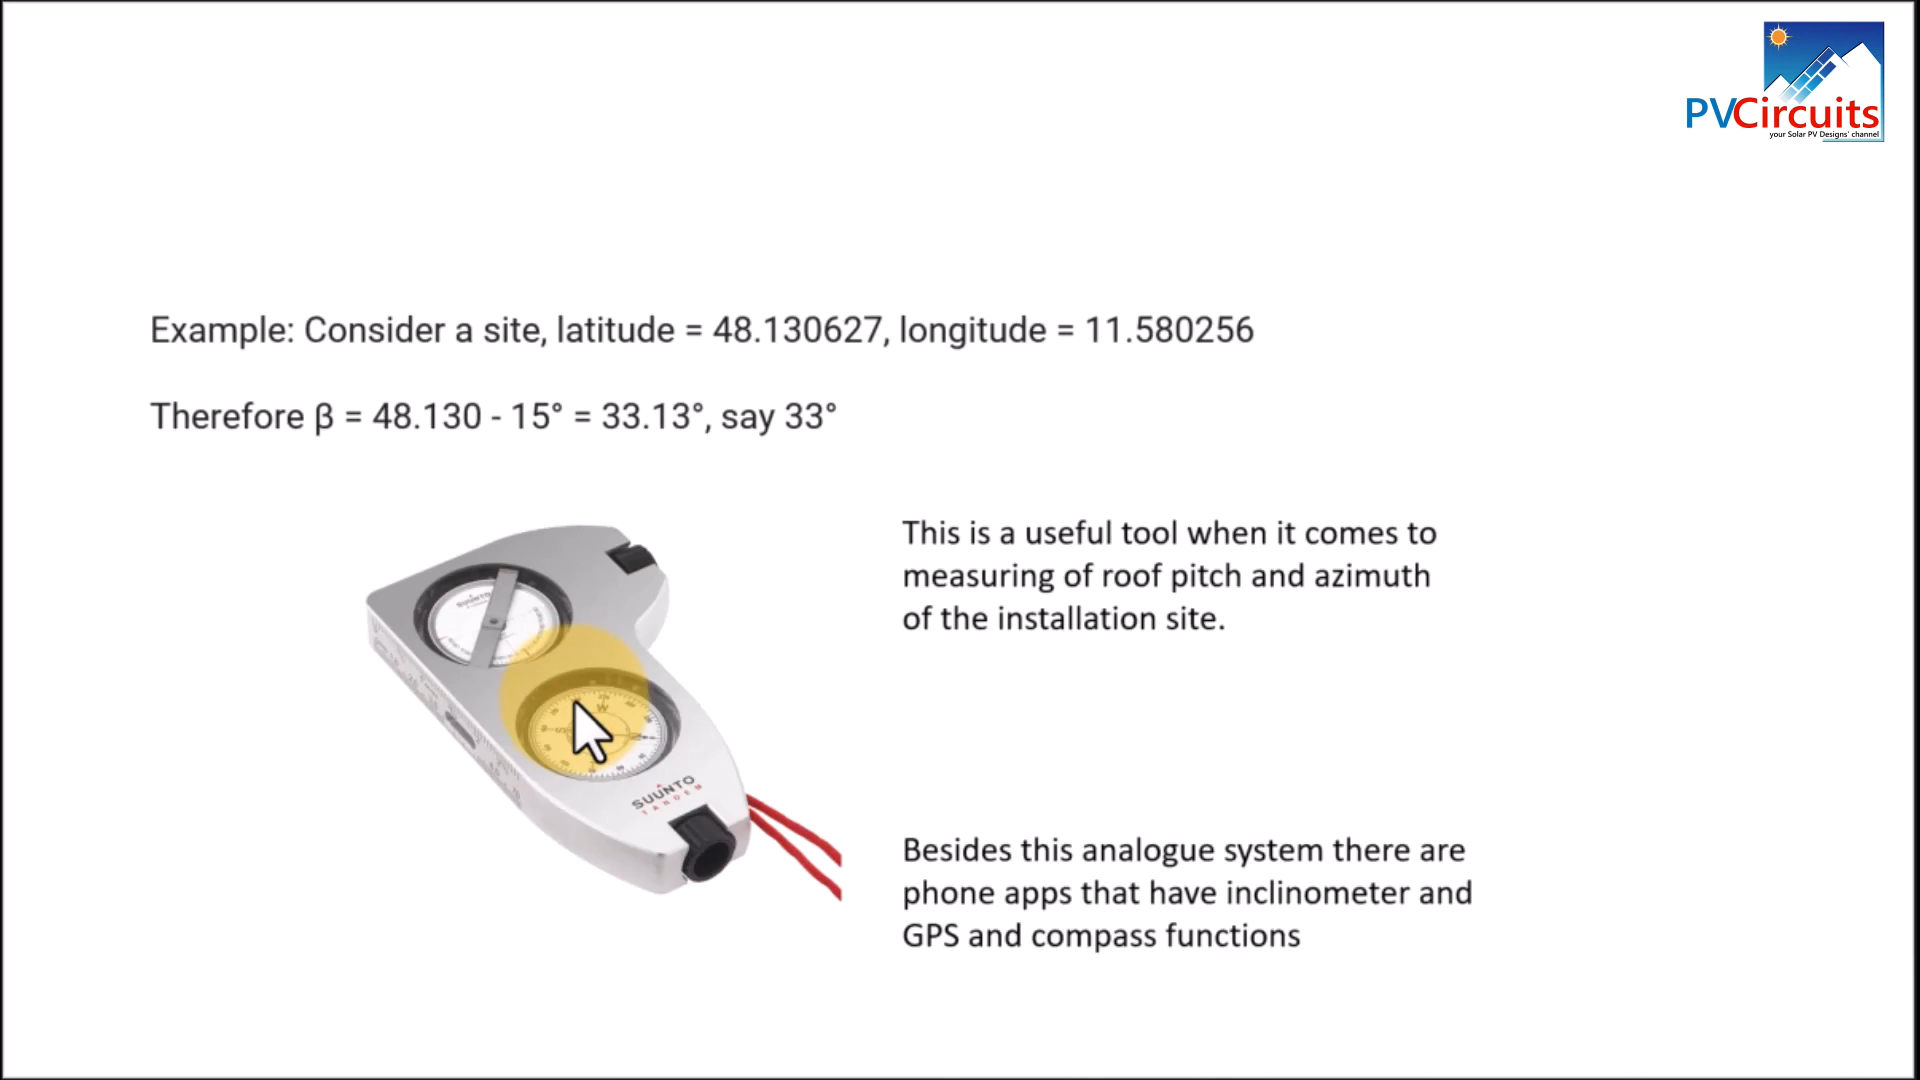 PVCircuits
your Solar PV Designs' channel
Example: Consider a site, latitude = 48.130627, longitude = 11.580256
Therefore β = 48.130 - 15° = 33.13°, say 33°
This is a useful tool when it comes to
measuring of roof pitch and azimuth
of the installation site.
SUUNTO
W
SUUNTO
TANDEM
Besides this analogue system there are
phone apps that have inclinometer and
GPS and compass functions